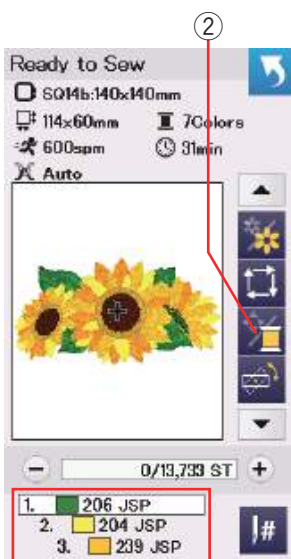 ②
Ready to Sew
SQ14b:140x140mm
114x60mm 7Colors
600spm 31min
Auto
− 0/13,733 ST +
1. 206 JSP
2. 204 JSP
3. 239 JSP
#